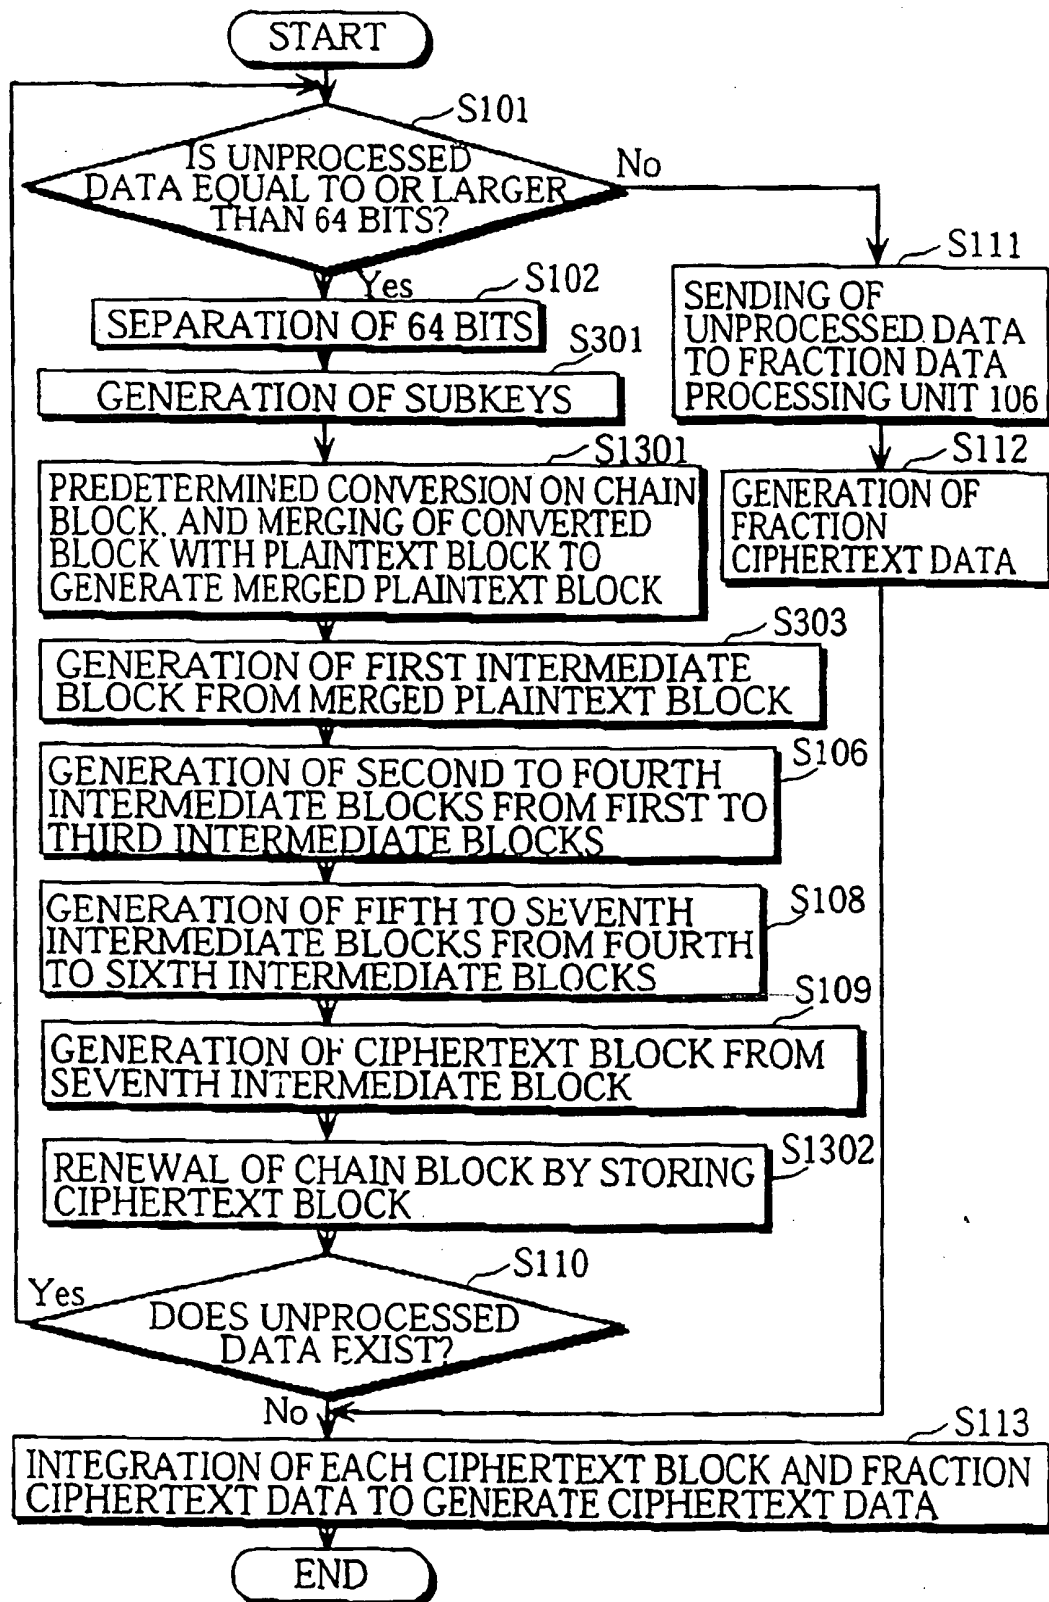 START
S101
IS UNPROCESSED
DATA EQUAL TO OR LARGER
THAN 64 BITS?
No
Yes
S102
SEPARATION OF 64 BITS
S301
GENERATION OF SUBKEYS
S1301
PREDETERMINED CONVERSION ON CHAIN
BLOCK, AND MERGING OF CONVERTED
BLOCK WITH PLAINTEXT BLOCK TO
GENERATE MERGED PLAINTEXT BLOCK
S303
GENERATION OF FIRST INTERMEDIATE
BLOCK FROM MERGED PLAINTEXT BLOCK
S106
GENERATION OF SECOND TO FOURTH
INTERMEDIATE BLOCKS FROM FIRST TO
THIRD INTERMEDIATE BLOCKS
S108
GENERATION OF FIFTH TO SEVENTH
INTERMEDIATE BLOCKS FROM FOURTH
TO SIXTH INTERMEDIATE BLOCKS
S109
GENERATION OF CIPHERTEXT BLOCK FROM
SEVENTH INTERMEDIATE BLOCK
S1302
RENEWAL OF CHAIN BLOCK BY STORING
CIPHERTEXT BLOCK
S110
Yes
DOES UNPROCESSED
DATA EXIST?
No
S111
SENDING OF
UNPROCESSED DATA
TO FRACTION DATA
PROCESSING UNIT 106
S112
GENERATION OF
FRACTION
CIPHERTEXT DATA
S113
INTEGRATION OF EACH CIPHERTEXT BLOCK AND FRACTION
CIPHERTEXT DATA TO GENERATE CIPHERTEXT DATA
END